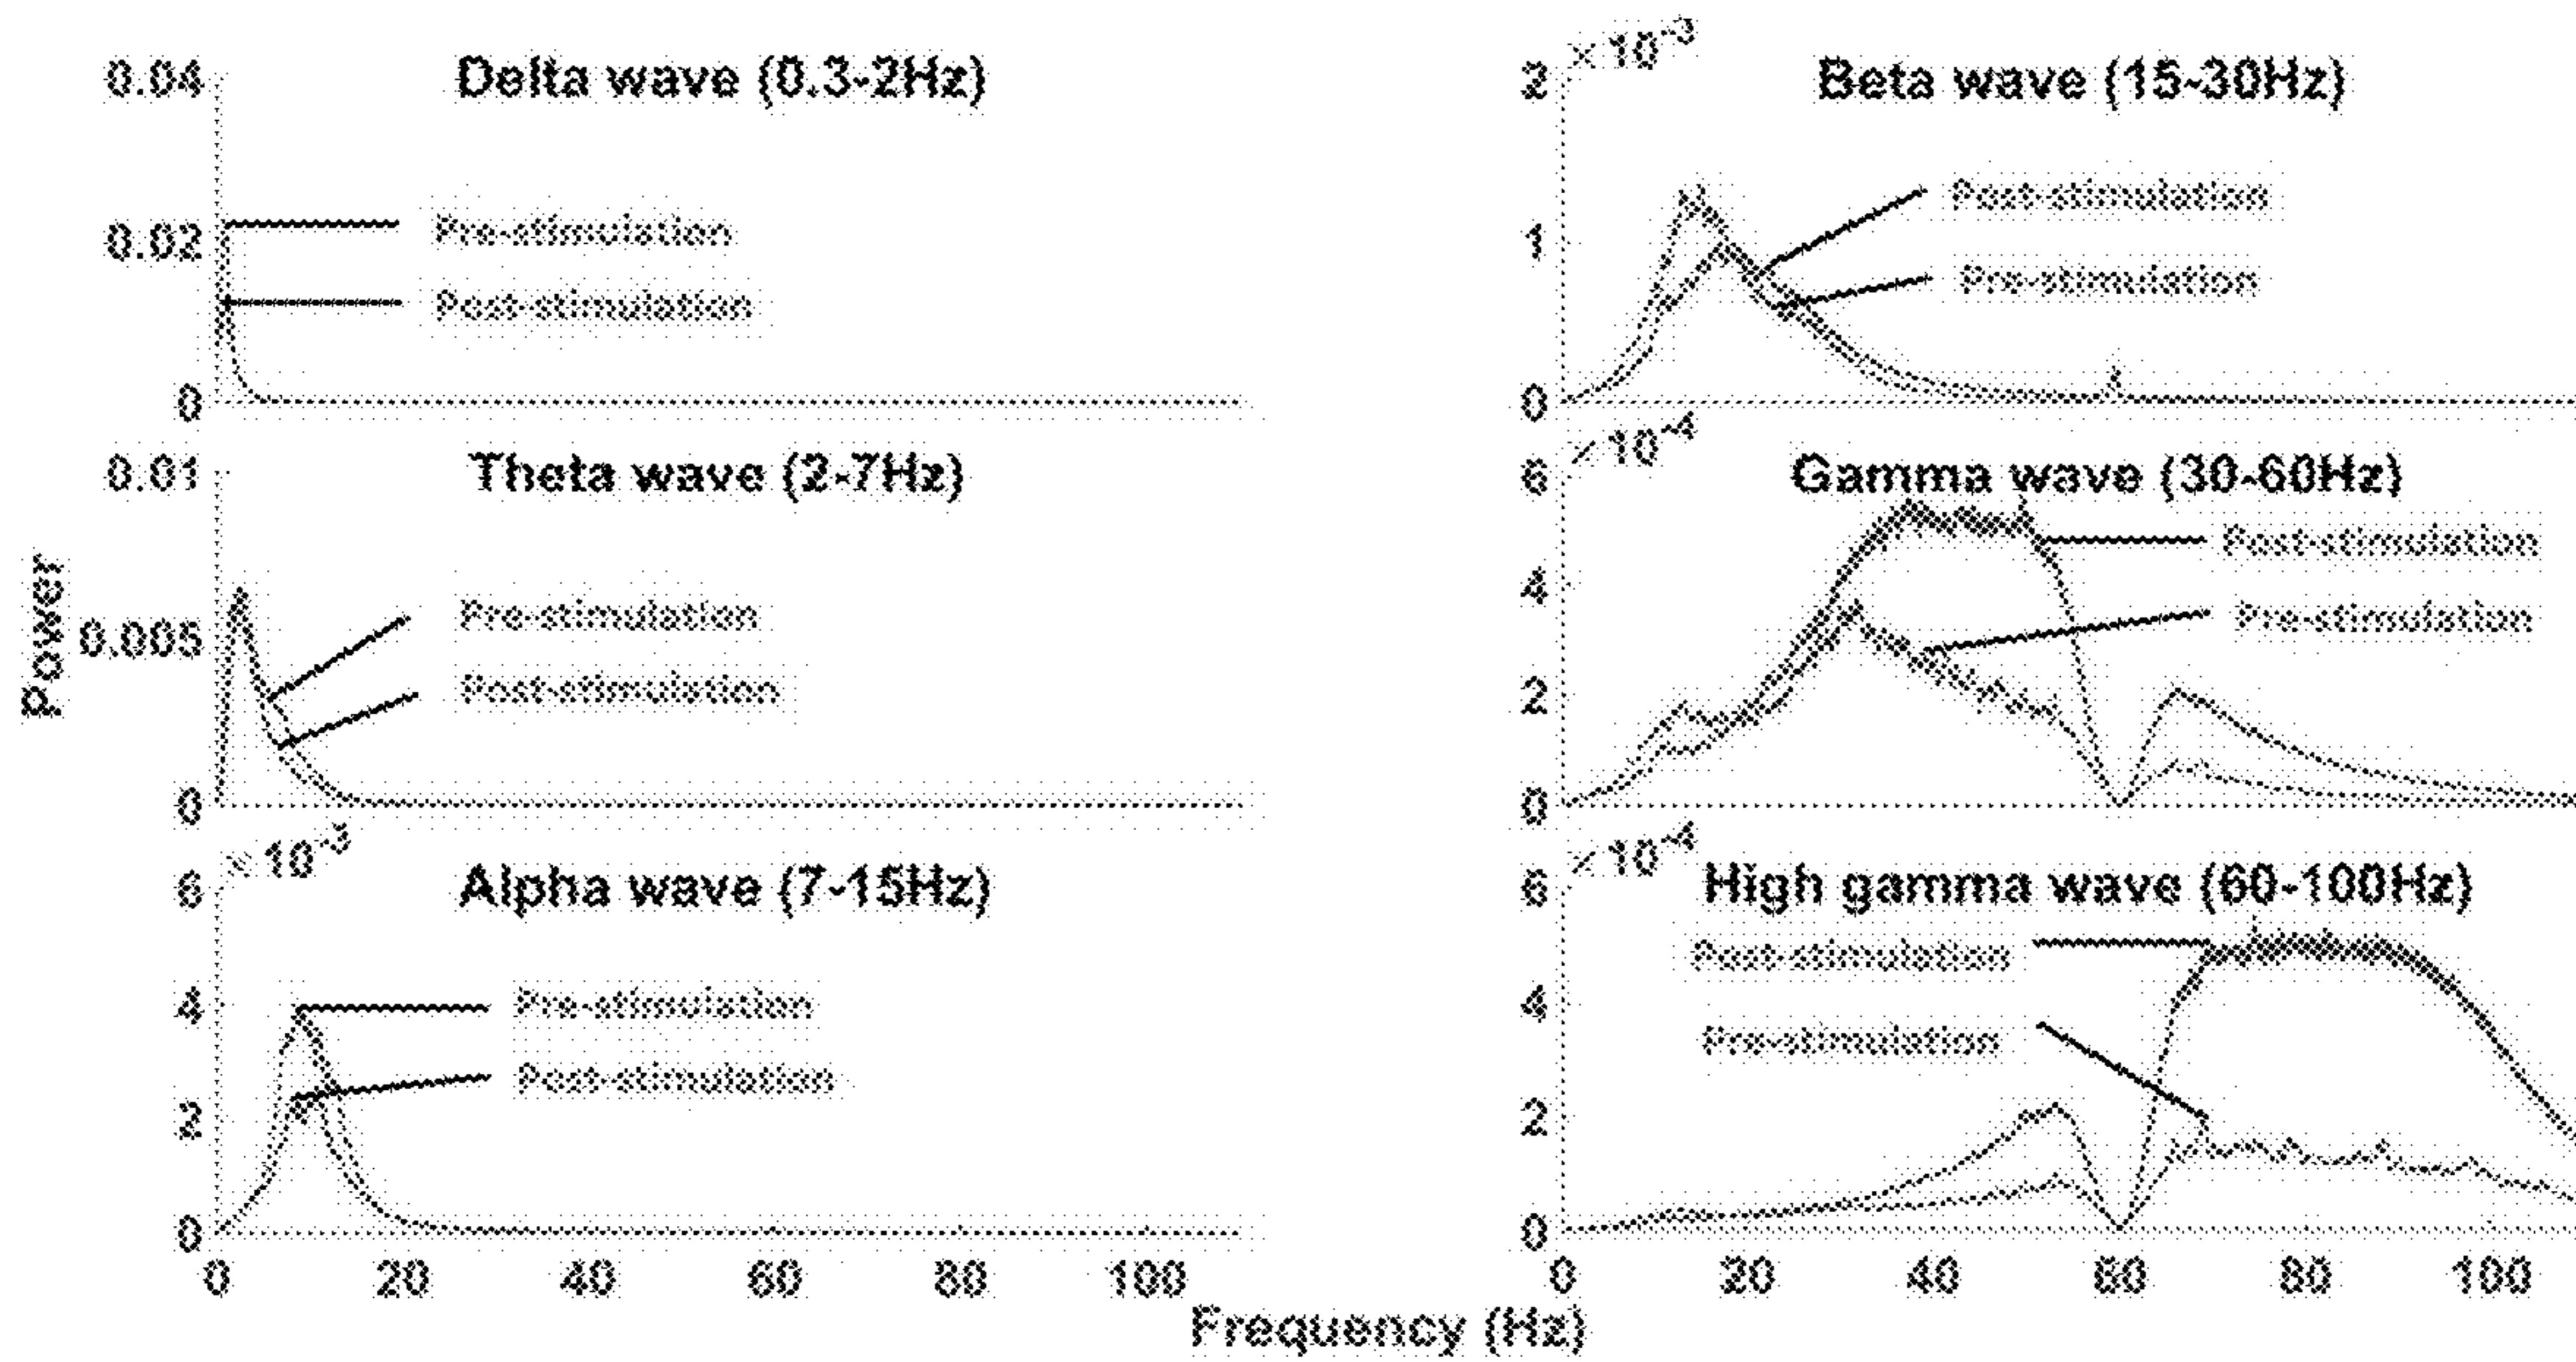 Power
Delta wave (0.3-2Hz)
0.04
0.02
0
Pre-stimulation
Post-stimulation
Theta wave (2-7Hz)
0.01
0.005
0
Pre-stimulation
Post-stimulation
×10-3
Alpha wave (7-15Hz)
6
4
2
0
Pre-stimulation
Post-stimulation
0 20 40 60 80 100
×10-3
Beta wave (15-30Hz)
2
1
0
Post-stimulation
Pre-stimulation
×10-4
Gamma wave (30-60Hz)
6
4
2
0
Post-stimulation
Pre-stimulation
×10-4
High gamma wave (60-100Hz)
6
4
2
0
Post-stimulation
Pre-stimulation
0 20 40 60 80 100
Frequency (Hz)